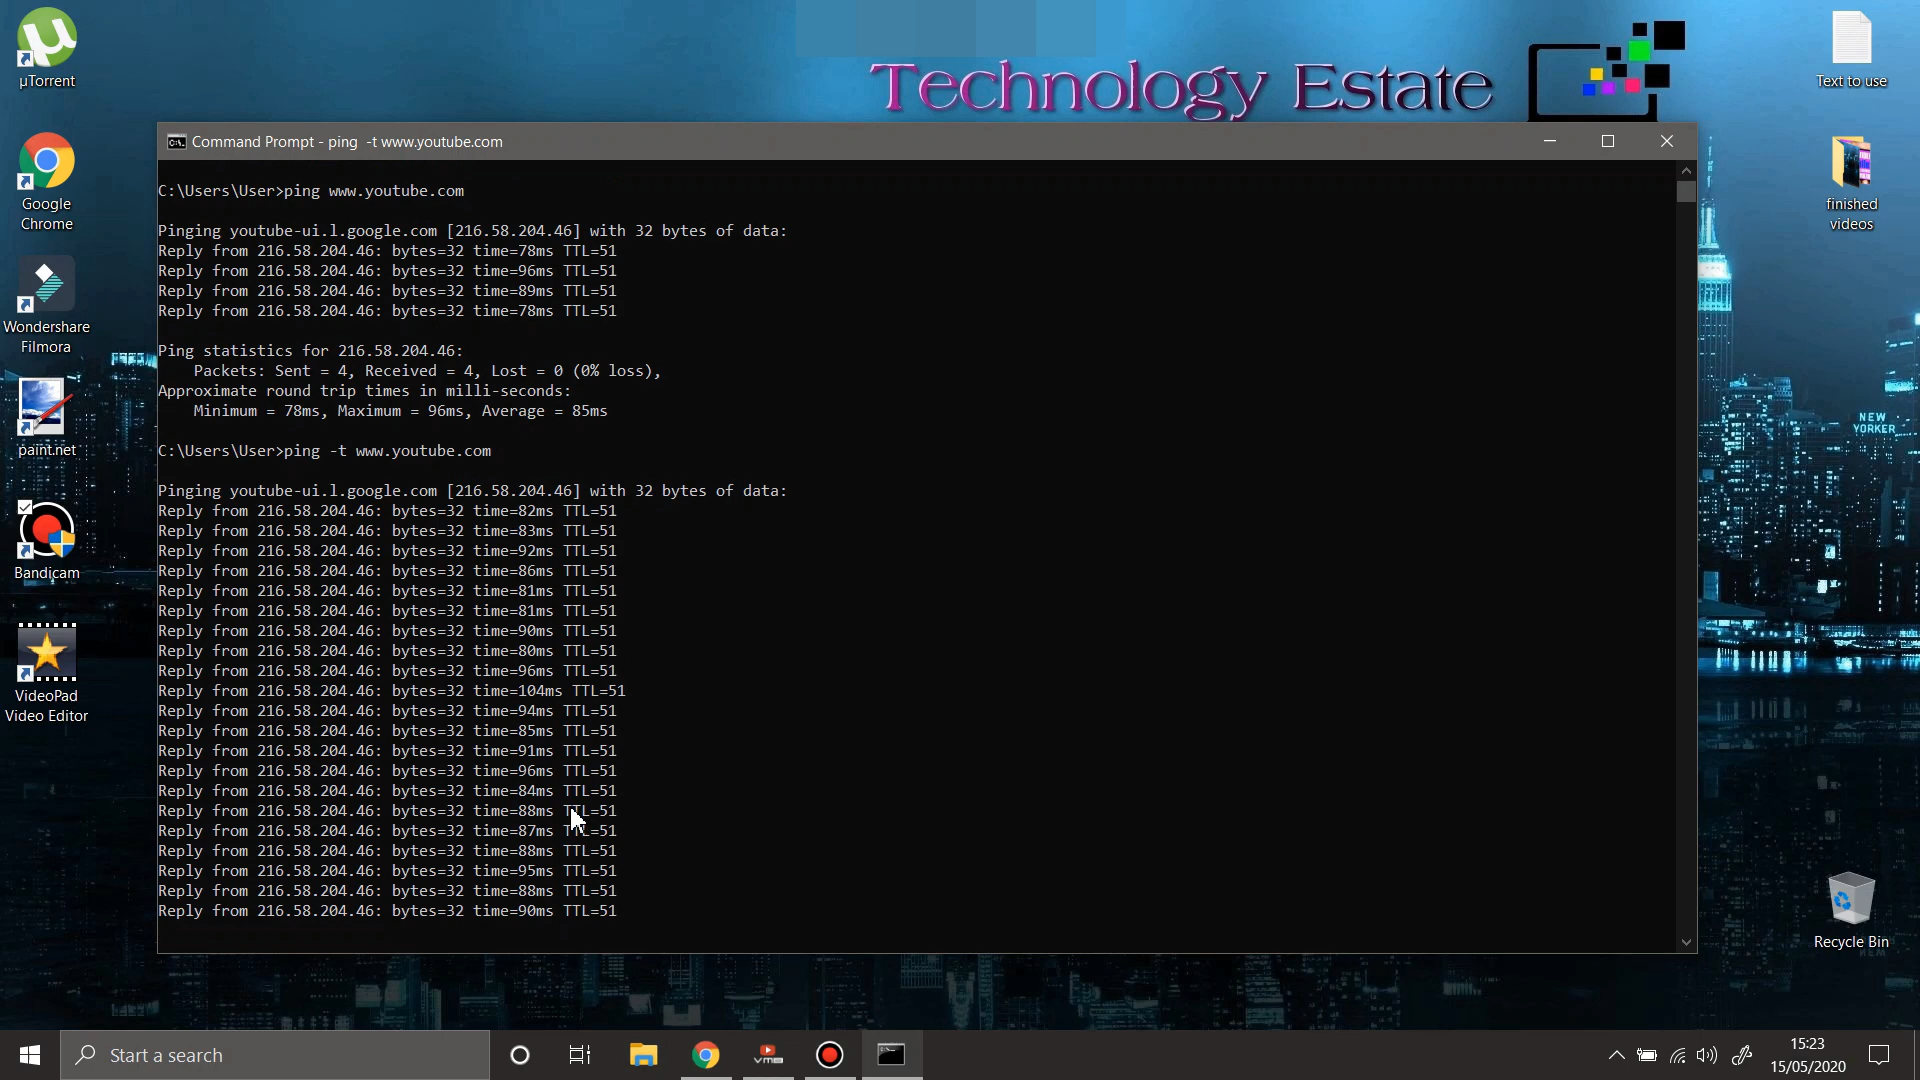 µTorrent
Google
Chrome
Wondershare
Filmora
paint.net
Bandicam
VideoPad
Video Editor
Technology Estate
Text to use
finished
videos
NEW
YORKER
Recycle Bin
Command Prompt - ping  -t www.youtube.com
C:\Users\User>ping www.youtube.com
Pinging youtube-ui.l.google.com [216.58.204.46] with 32 bytes of data:
Reply from 216.58.204.46: bytes=32 time=78ms TTL=51
Reply from 216.58.204.46: bytes=32 time=96ms TTL=51
Reply from 216.58.204.46: bytes=32 time=89ms TTL=51
Reply from 216.58.204.46: bytes=32 time=78ms TTL=51
Ping statistics for 216.58.204.46:
    Packets: Sent = 4, Received = 4, Lost = 0 (0% loss),
Approximate round trip times in milli-seconds:
    Minimum = 78ms, Maximum = 96ms, Average = 85ms
C:\Users\User>ping -t www.youtube.com
Pinging youtube-ui.l.google.com [216.58.204.46] with 32 bytes of data:
Reply from 216.58.204.46: bytes=32 time=82ms TTL=51
Reply from 216.58.204.46: bytes=32 time=83ms TTL=51
Reply from 216.58.204.46: bytes=32 time=92ms TTL=51
Reply from 216.58.204.46: bytes=32 time=86ms TTL=51
Reply from 216.58.204.46: bytes=32 time=81ms TTL=51
Reply from 216.58.204.46: bytes=32 time=81ms TTL=51
Reply from 216.58.204.46: bytes=32 time=90ms TTL=51
Reply from 216.58.204.46: bytes=32 time=80ms TTL=51
Reply from 216.58.204.46: bytes=32 time=96ms TTL=51
Reply from 216.58.204.46: bytes=32 time=104ms TTL=51
Reply from 216.58.204.46: bytes=32 time=94ms TTL=51
Reply from 216.58.204.46: bytes=32 time=85ms TTL=51
Reply from 216.58.204.46: bytes=32 time=91ms TTL=51
Reply from 216.58.204.46: bytes=32 time=96ms TTL=51
Reply from 216.58.204.46: bytes=32 time=84ms TTL=51
Reply from 216.58.204.46: bytes=32 time=88ms TTL=51
Reply from 216.58.204.46: bytes=32 time=87ms TTL=51
Reply from 216.58.204.46: bytes=32 time=88ms TTL=51
Reply from 216.58.204.46: bytes=32 time=95ms TTL=51
Reply from 216.58.204.46: bytes=32 time=88ms TTL=51
Reply from 216.58.204.46: bytes=32 time=90ms TTL=51
Start a search
15:23
15/05/2020